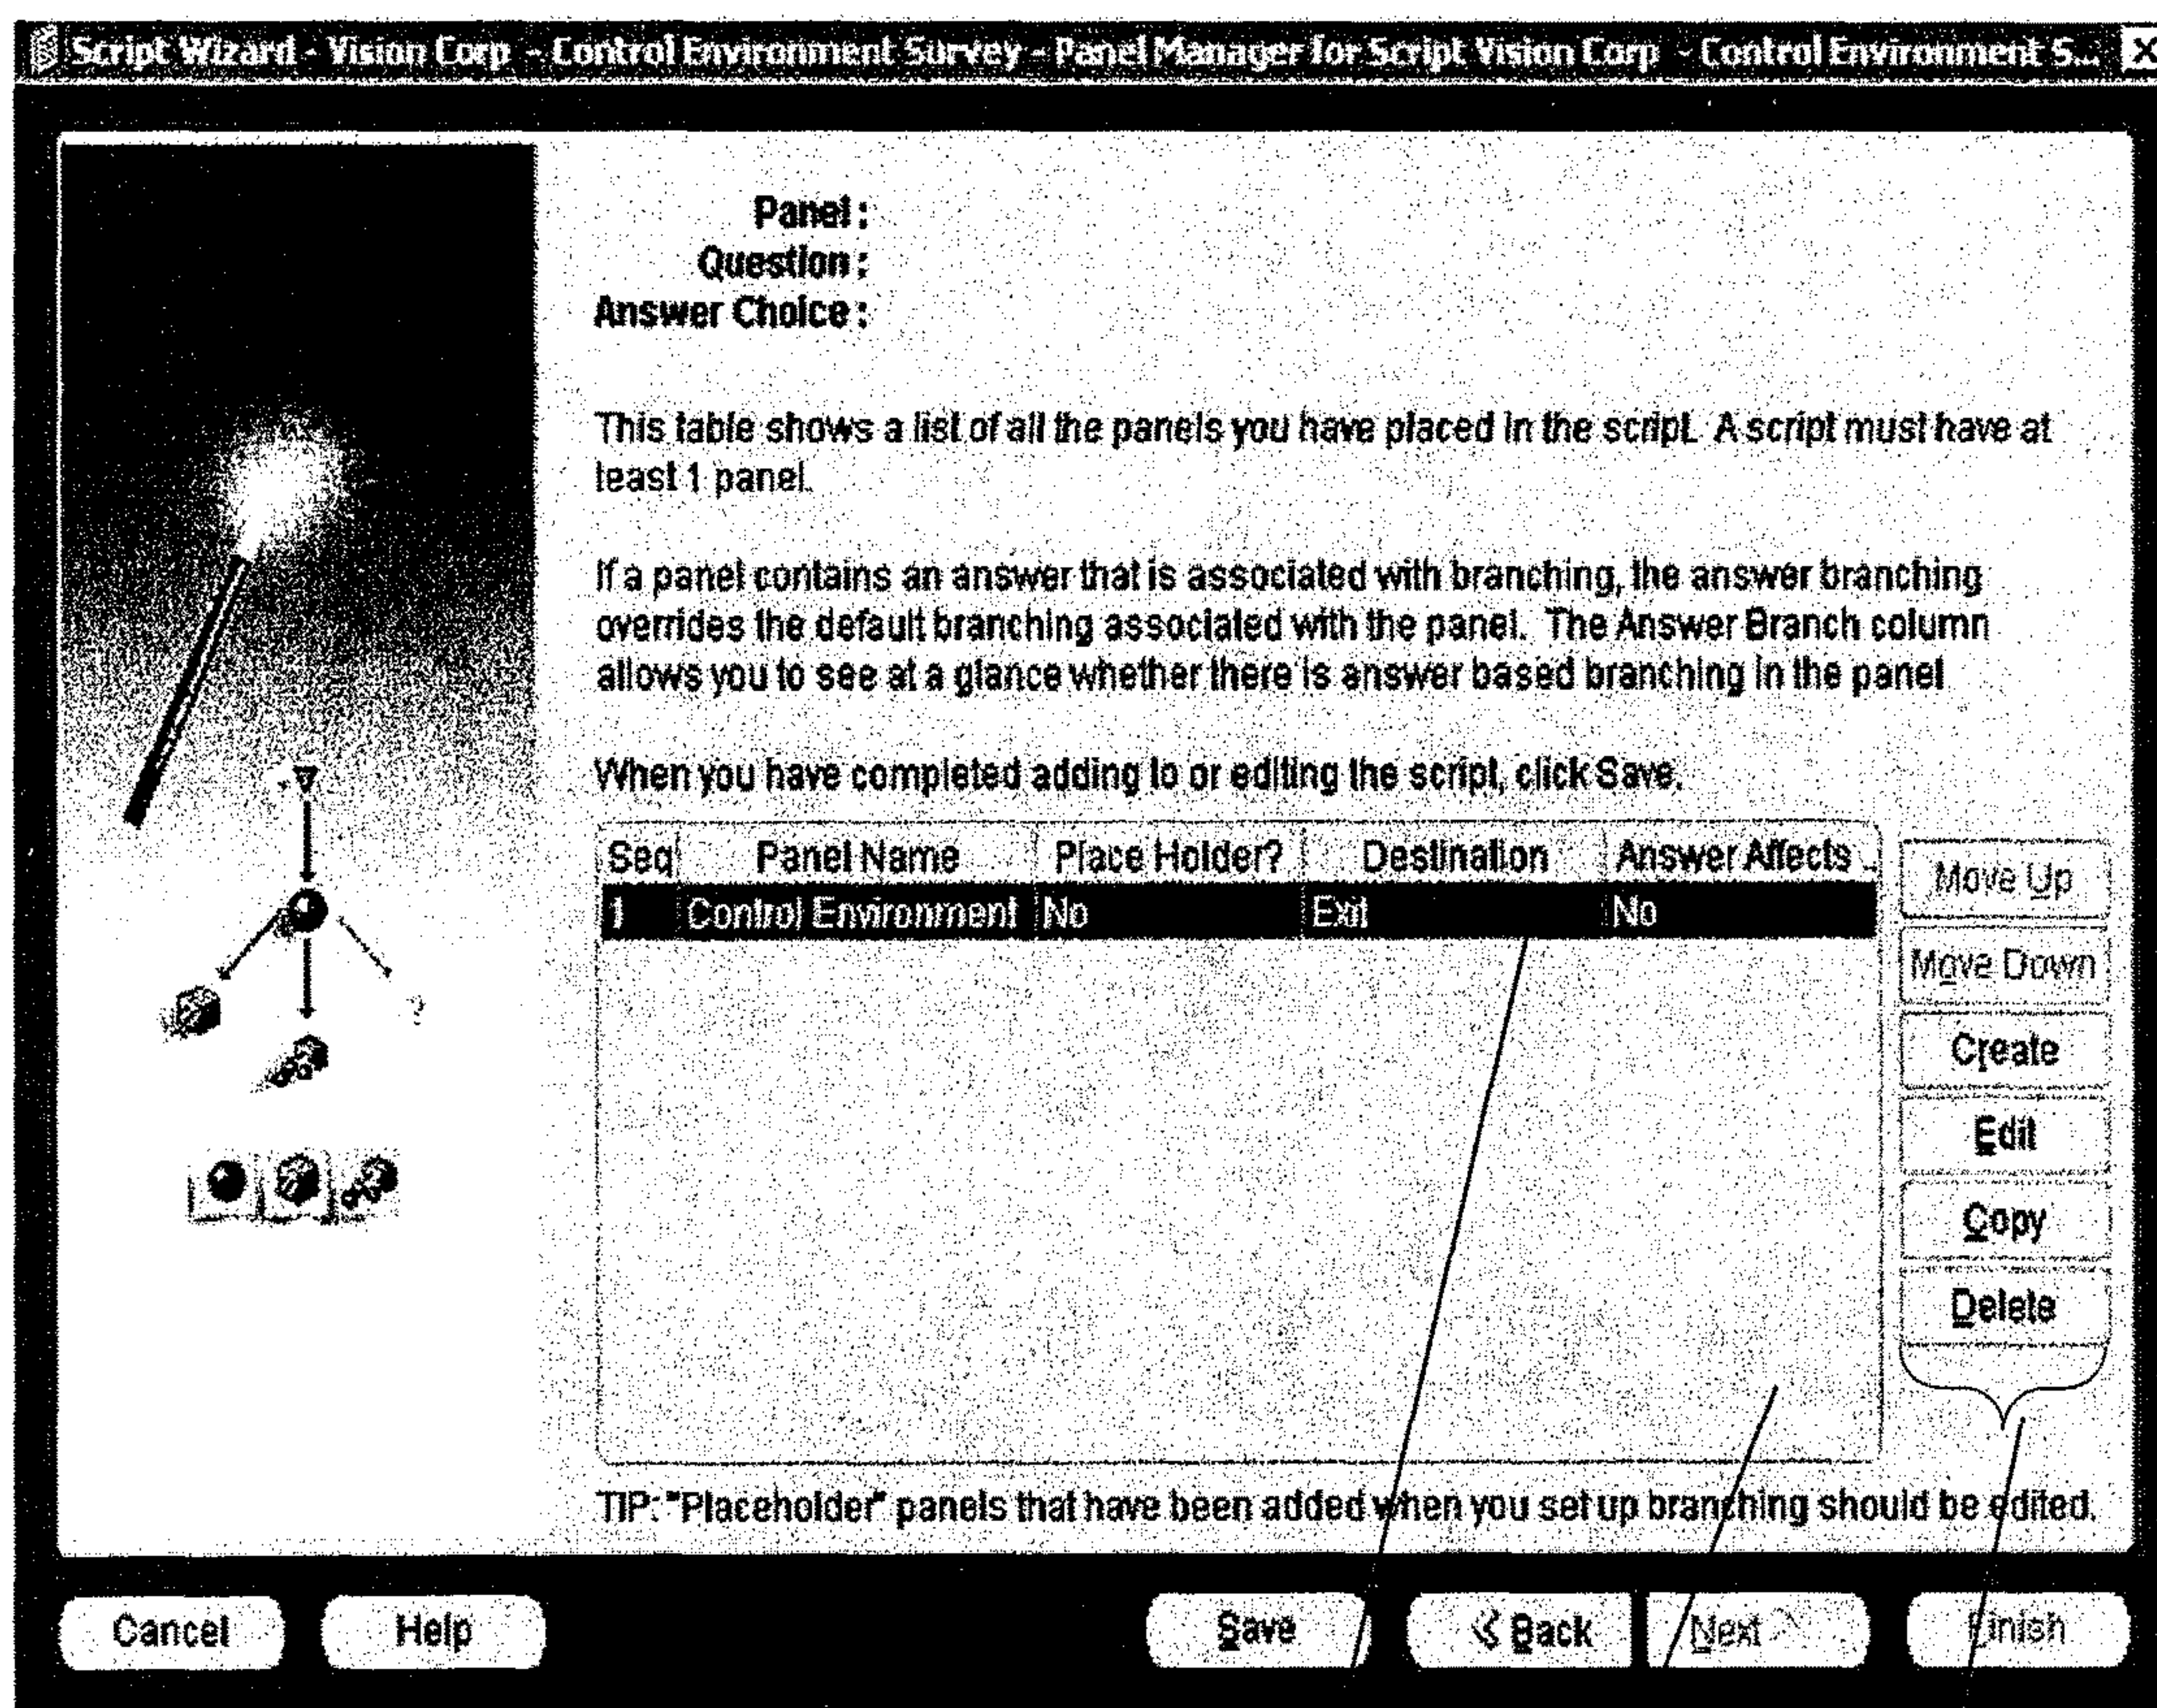 Script Wizard - Vision Corp - Control Environment Survey - Panel Manager for Script Vision Corp - Control Environment S... X
Panel :
Question :
Answer Choice :
This table shows a list of all the panels you have placed in the script. A script must have at
least 1 panel.
If a panel contains an answer that is associated with branching, the answer branching
overrides the default branching associated with the panel. The Answer Branch column
allows you to see at a glance whether there is answer based branching in the panel
When you have completed adding to or editing the script, click Save.
Seq Panel Name Place Holder? Destination Answer Affects ..
1 Control Environment No Exit No
Move Up
Move Down
Create
Edit
Copy
Delete
?
TIP: "Placeholder" panels that have been added when you set up branching should be edited.
Cancel Help Save << Back Next > Finish